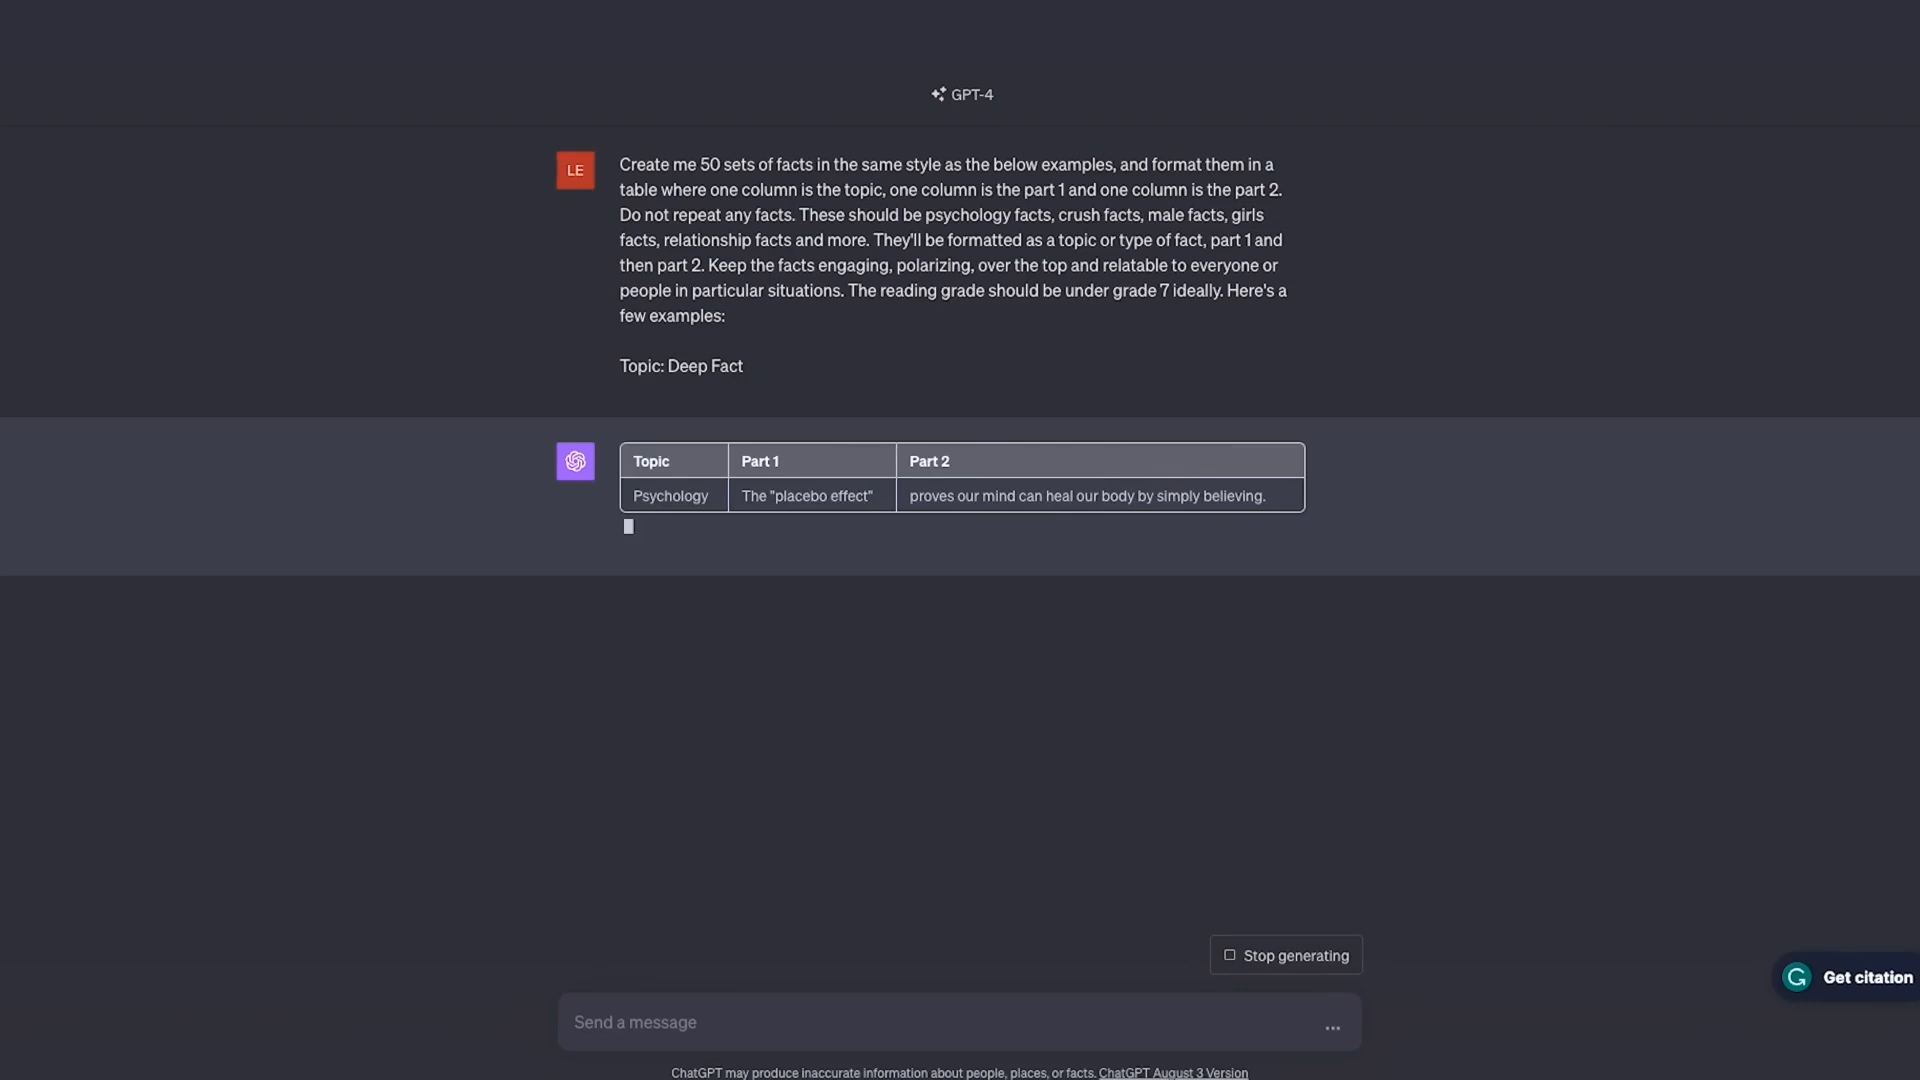 GPT-4
LE
Create me 50 sets of facts in the same style as the below examples, and format them in a
table where one column is the topic, one column is the part 1 and one column is the part 2.
Do not repeat any facts. These should be psychology facts, crush facts, male facts, girls
facts, relationship facts and more. They'll be formatted as a topic or type of fact, part 1 and
then part 2. Keep the facts engaging, polarizing, over the top and relatable to everyone or
people in particular situations. The reading grade should be under grade 7 ideally. Here's a
few examples:
Topic: Deep Fact
Topic Part 1 Part 2
Psychology The "placebo effect" proves our mind can heal our body by simply believing.
Stop generating
Get citation
Send a message
...
ChatGPT may produce inaccurate information about people, places, or facts. ChatGPT August 3 Version